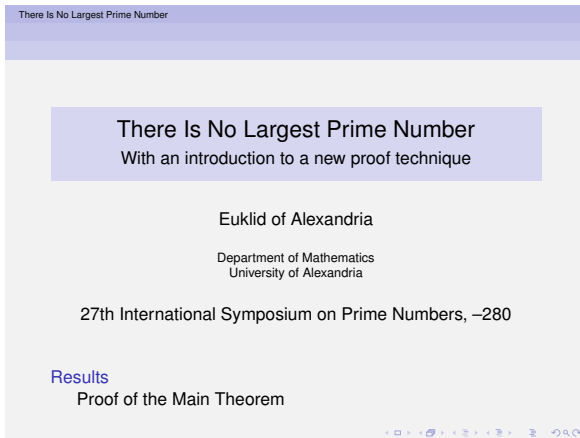 There Is No Largest Prime Number
There Is No Largest Prime Number
With an introduction to a new proof technique
Euklid of Alexandria
Department of Mathematics
University of Alexandria
27th International Symposium on Prime Numbers, –280
Results
Proof of the Main Theorem